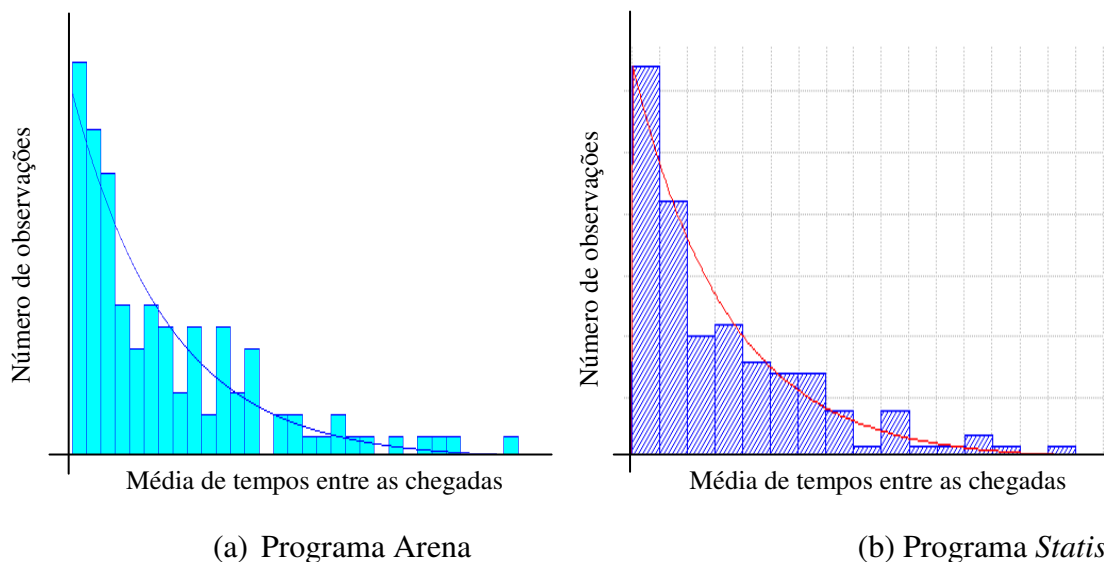 Número de observações
Média de tempos entre as chegadas
(a) Programa Arena
Número de observações
Média de tempos entre as chegadas
(b) Programa Statis